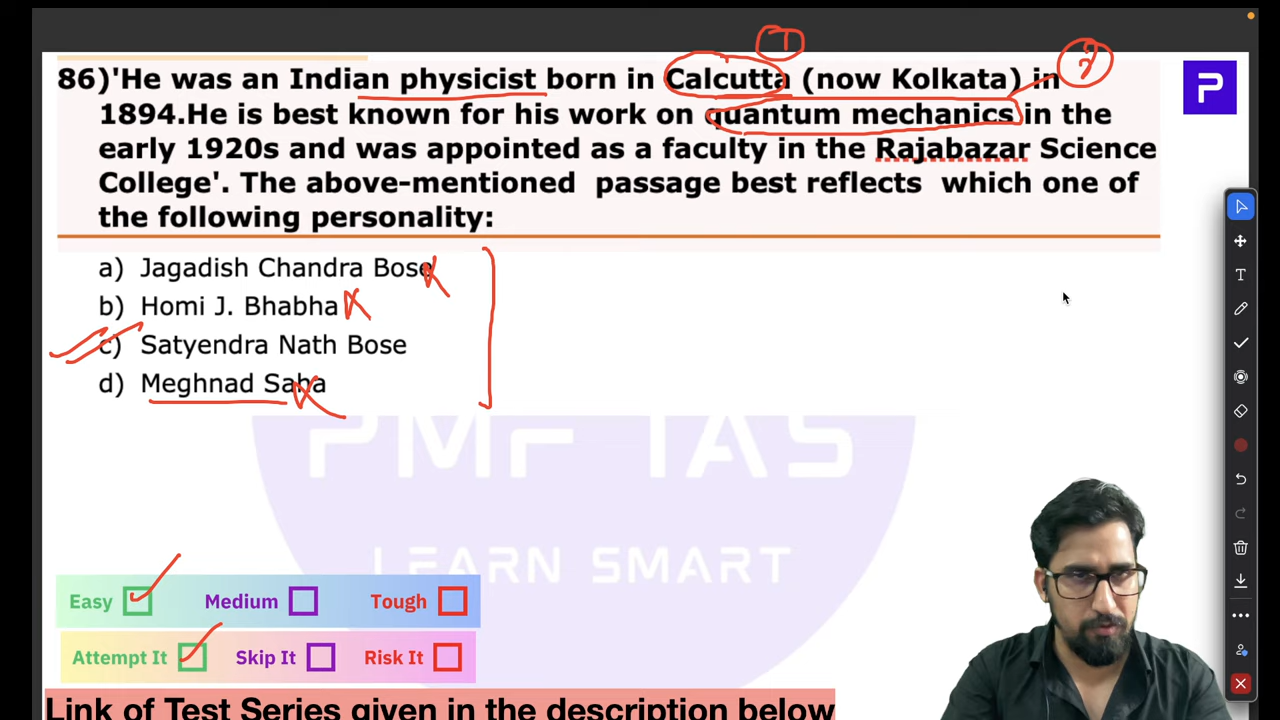 86)'He was an Indian physicist born in Calcutta (now Kolkata) in
1894.He is best known for his work on quantum mechanics in the
early 1920s and was appointed as a faculty in the Rajabazar Science
College'. The above-mentioned passage best reflects which one of
the following personality:
a) Jagadish Chandra Bose
b) Homi J. Bhabha
c) Satyendra Nath Bose
d) Meghnad Saha
PMF IAS
LEARN SMART
Easy Medium Tough
Attempt It Skip It Risk It
Link of Test Series given in the description below